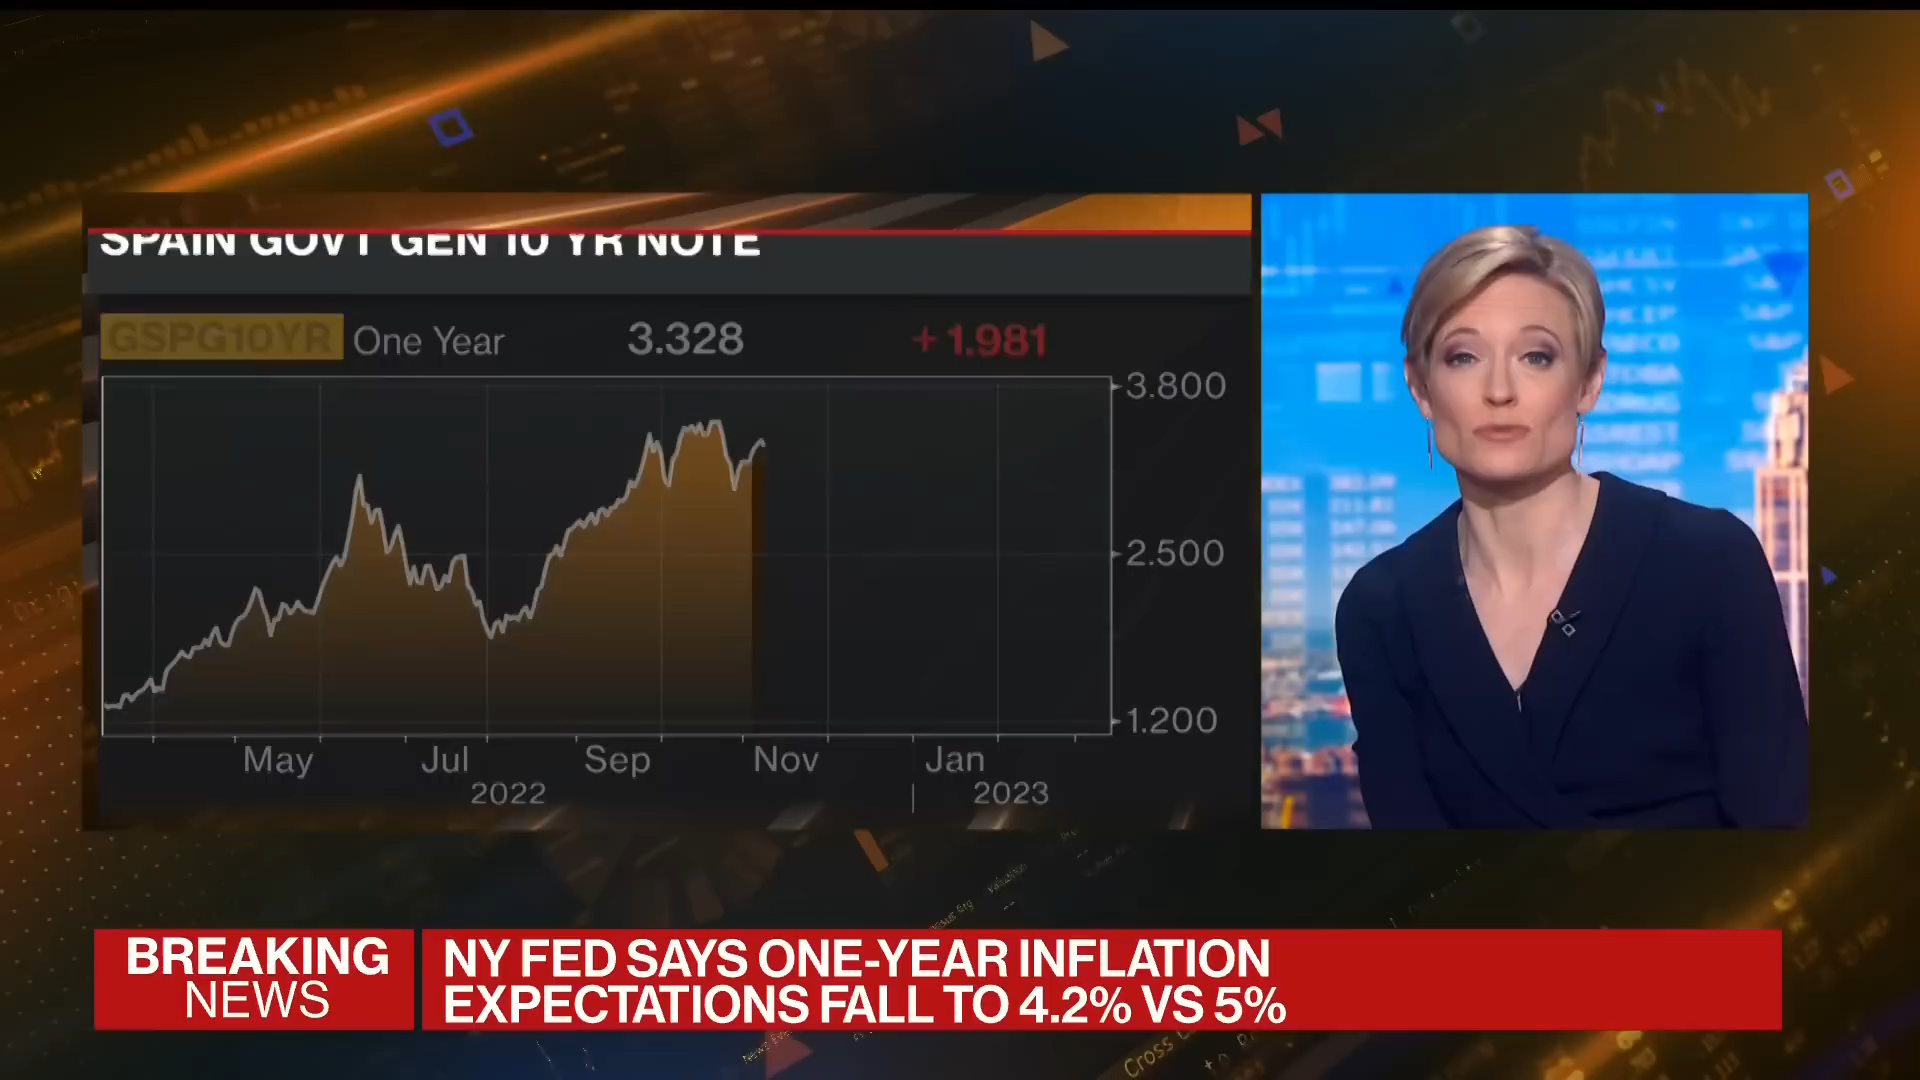 SPAIN GOVT GEN 10 YR NOTE
GSPG10YR One Year 3.328 +1.981
3.800
2.500
1.200
May Jul Sep Nov Jan
2022 2023
BREAKING
NEWS
NY FED SAYS ONE-YEAR INFLATION
EXPECTATIONS FALL TO 4.2% VS 5%
Cross